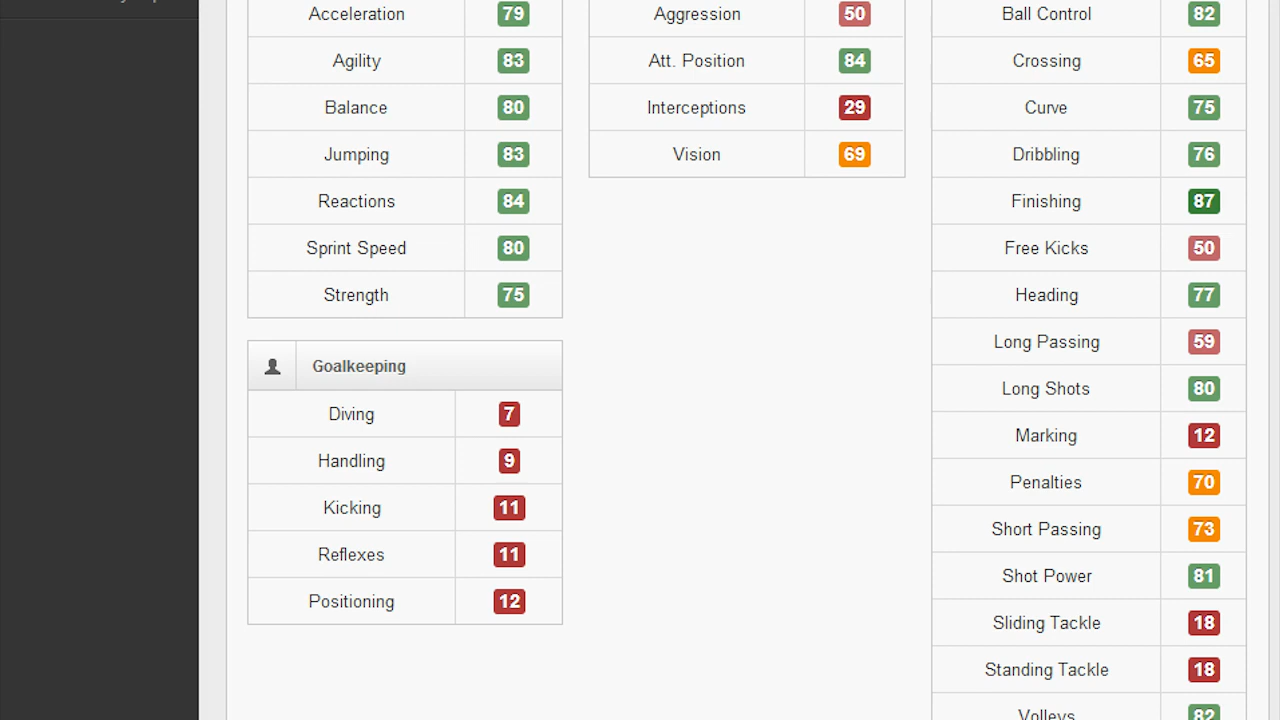 Acceleration 79
Agility 83
Balance 80
Jumping 83
Reactions 84
Sprint Speed 80
Strength 75
Goalkeeping
Diving 7
Handling 9
Kicking 11
Reflexes 11
Positioning 12
Aggression 50
Att. Position 84
Interceptions 29
Vision 69
Ball Control 82
Crossing 65
Curve 75
Dribbling 76
Finishing 87
Free Kicks 50
Heading 77
Long Passing 59
Long Shots 80
Marking 12
Penalties 70
Short Passing 73
Shot Power 81
Sliding Tackle 18
Standing Tackle 18
Volleys 82